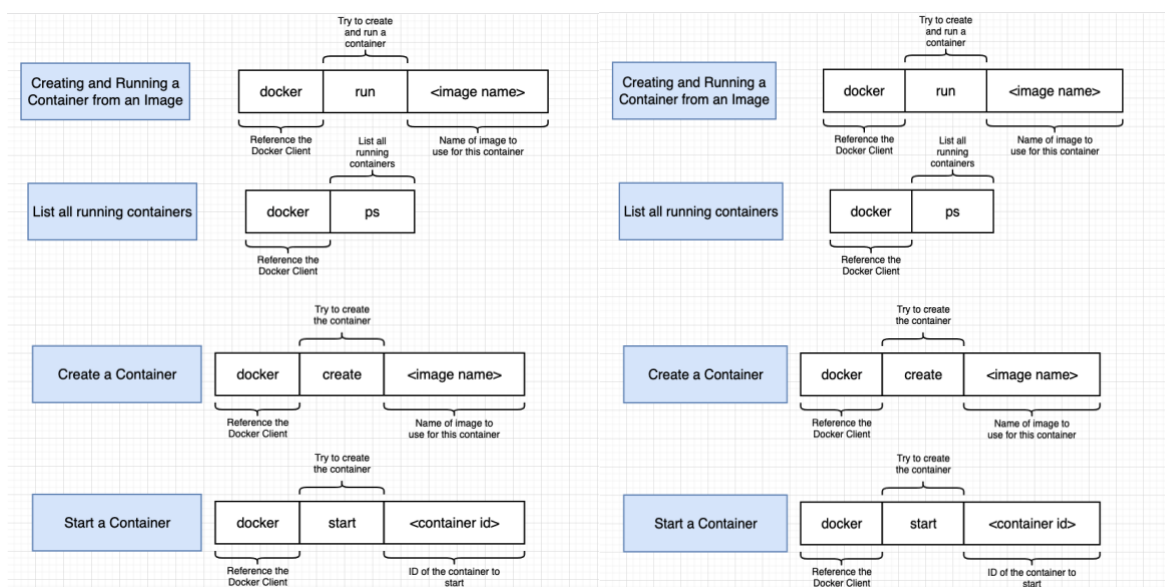 Try to create
and run a
container
Creating and Running a
Container from an Image
docker
run
<image name>
Reference the
Docker Client
List all
running
containers
Name of image to
use for this container
List all running containers
docker
ps
Reference the
Docker Client
Try to create
the container
Create a Container
docker
create
<image name>
Reference the
Docker Client
Name of image to
use for this container
Try to create
the container
Start a Container
docker
start
<container id>
Reference the
Docker Client
ID of the container to
start
Try to create
and run a
container
Creating and Running a
Container from an Image
docker
run
<image name>
Reference the
Docker Client
List all
running
containers
Name of image to
use for this container
List all running containers
docker
ps
Reference the
Docker Client
Try to create
the container
Create a Container
docker
create
<image name>
Reference the
Docker Client
Name of image to
use for this container
Try to create
the container
Start a Container
docker
start
<container id>
Reference the
Docker Client
ID of the container to
start